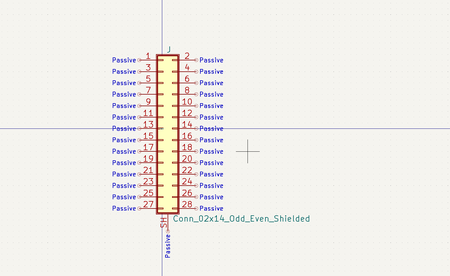 J
Passive 1 2 Passive
Passive 3 4 Passive
Passive 5 6 Passive
Passive 7 8 Passive
Passive 9 10 Passive
Passive 11 12 Passive
Passive 13 14 Passive
Passive 15 16 Passive
Passive 17 18 Passive
Passive 19 20 Passive
Passive 21 22 Passive
Passive 23 24 Passive
Passive 25 26 Passive
Passive 27 28 Passive
Conn_02x14_Odd_Even_Shielded
SH
Passive